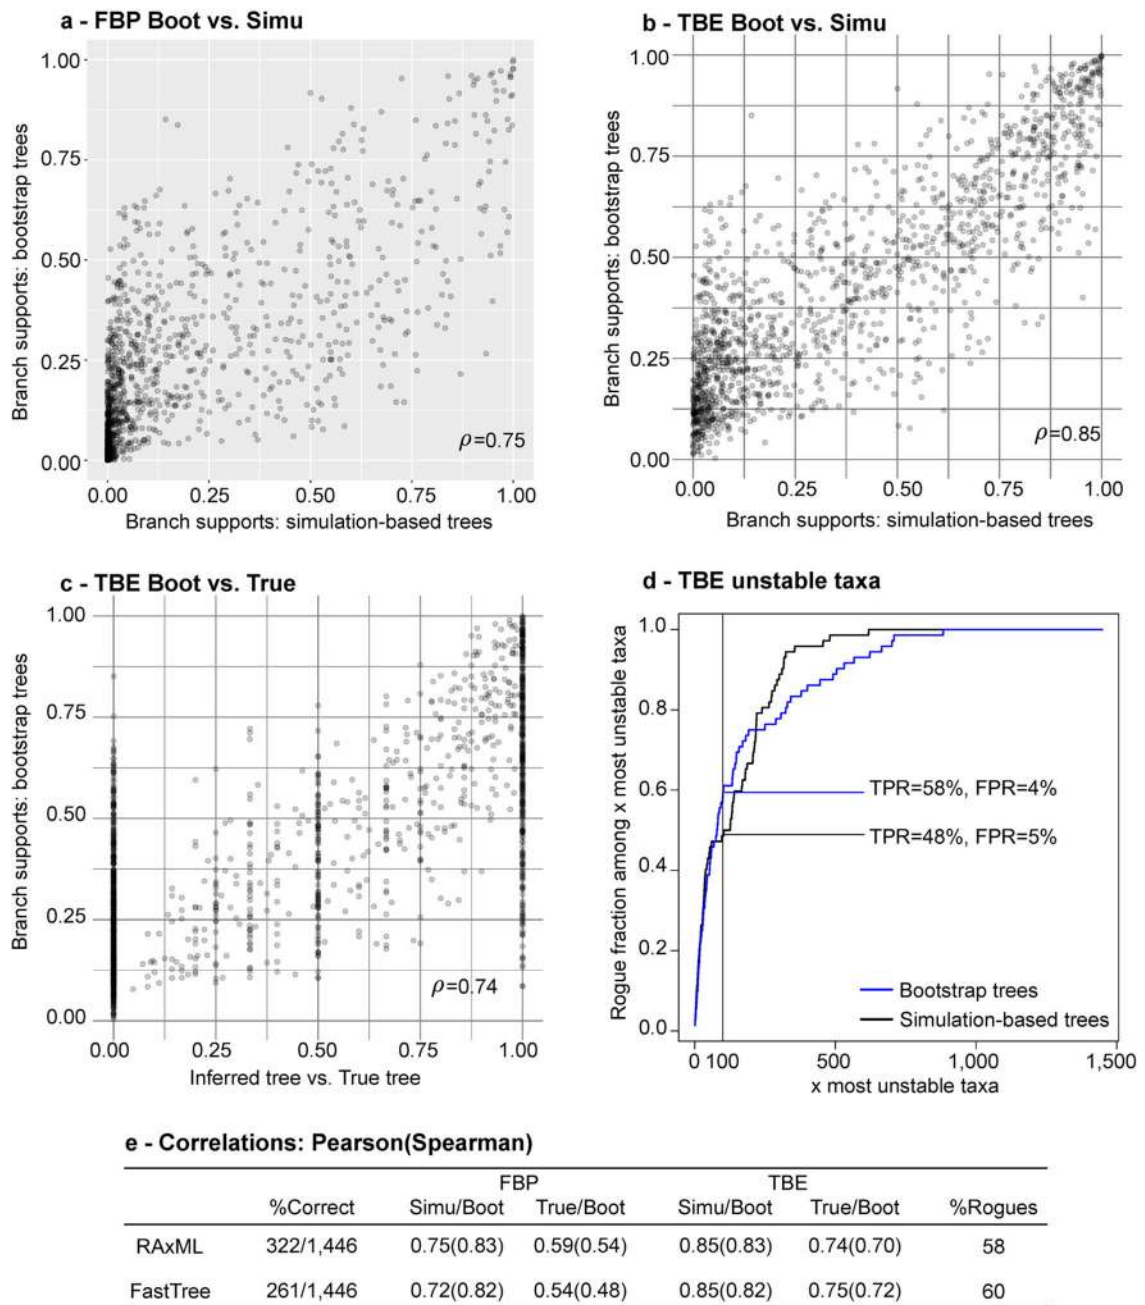 a - FBP Boot vs. Simu
Branch supports: bootstrap trees
1.00
0.75
0.50
0.25
0.00
ρ=0.75
0.00 0.25 0.50 0.75 1.00
Branch supports: simulation-based trees
b - TBE Boot vs. Simu
Branch supports: bootstrap trees
1.00
0.75
0.50
0.25
0.00
ρ=0.85
0.00 0.25 0.50 0.75 1.00
Branch supports: simulation-based trees
c - TBE Boot vs. True
Branch supports: bootstrap trees
1.00
0.75
0.50
0.25
0.00
ρ=0.74
0.00 0.25 0.50 0.75 1.00
Inferred tree vs. True tree
d - TBE unstable taxa
Rogue fraction among x most unstable taxa
1.0
0.8
0.6
0.4
0.2
0.0
TPR=58%, FPR=4%
TPR=48%, FPR=5%
Bootstrap trees
Simulation-based trees
0 100 500 1,000 1,500
x most unstable taxa
e - Correlations: Pearson(Spearman)
FBP TBE
%Correct Simu/Boot True/Boot Simu/Boot True/Boot %Rogues
RAxML 322/1,446 0.75(0.83) 0.59(0.54) 0.85(0.83) 0.74(0.70) 58
FastTree 261/1,446 0.72(0.82) 0.54(0.48) 0.85(0.82) 0.75(0.72) 60